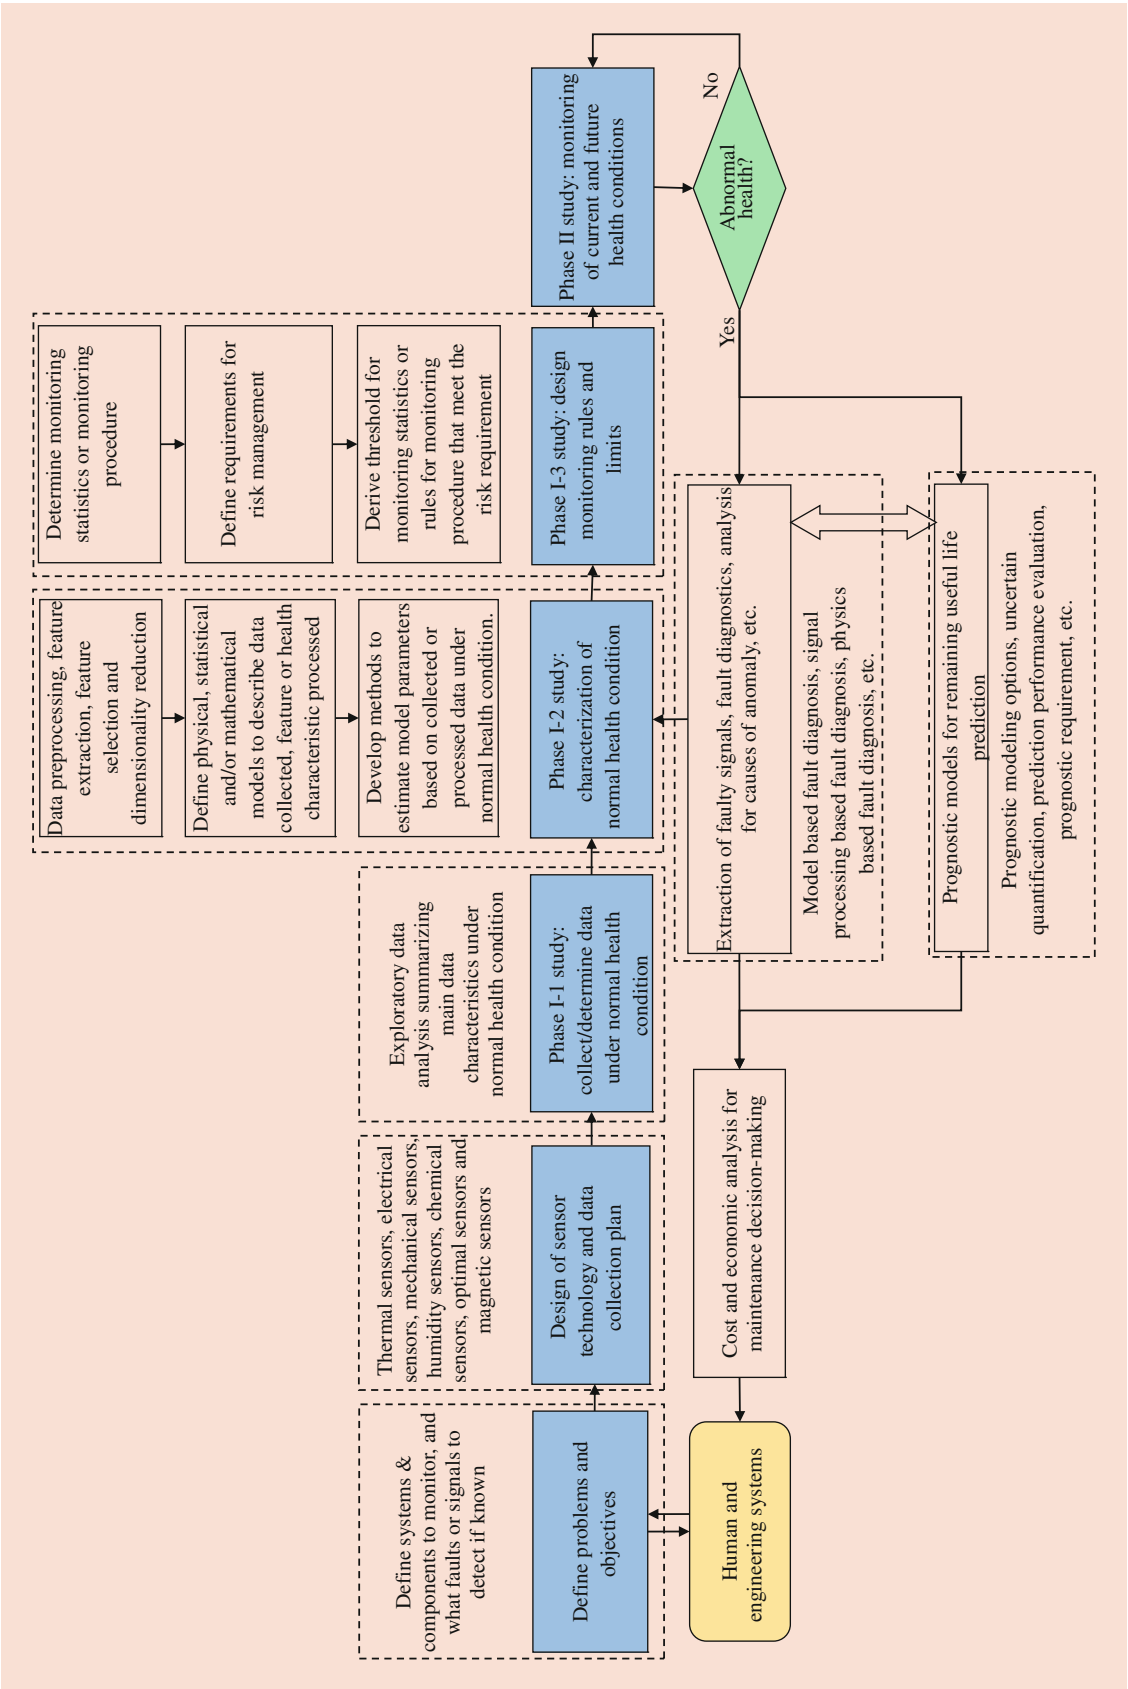 Define systems &
components to monitor, and
what faults or signals to
detect if known
Define problems and
objectives
Human and
engineering systems
Thermal sensors, electrical
sensors, mechanical sensors,
humidity sensors, chemical
sensors, optimal sensors and
magnetic sensors
Design of sensor
technology and data
collection plan
Exploratory data
analysis summarizing
main data
characteristics under
normal health condition
Phase I-1 study:
collect/determine data
under normal health
condition
Data preprocessing, feature
extraction, feature
selection and
dimensionality reduction
Define physical, statistical
and/or mathematical
models to describe data
collected, feature or health
characteristic processed
Develop methods to
estimate model parameters
based on collected or
processed data under
normal health condition.
Phase I-2 study:
characterization of
normal health condition
Determine monitoring
statistics or monitoring
procedure
Define requirements for
risk management
Derive threshold for
monitoring statistics or
rules for monitoring
procedure that meet the
risk requirement
Phase I-3 study: design
monitoring rules and
limits
Phase II study: monitoring
of current and future
health conditions
Abnormal
health?
No
Yes
Extraction of faulty signals, fault diagnostics, analysis
for causes of anomaly, etc.
Model based fault diagnosis, signal
processing based fault diagnosis, physics
based fault diagnosis, etc.
Prognostic models for remaining useful life
prediction
Prognostic modeling options, uncertain
quantification, prediction performance evaluation,
prognostic requirement, etc.
Cost and economic analysis for
maintenance decision-making